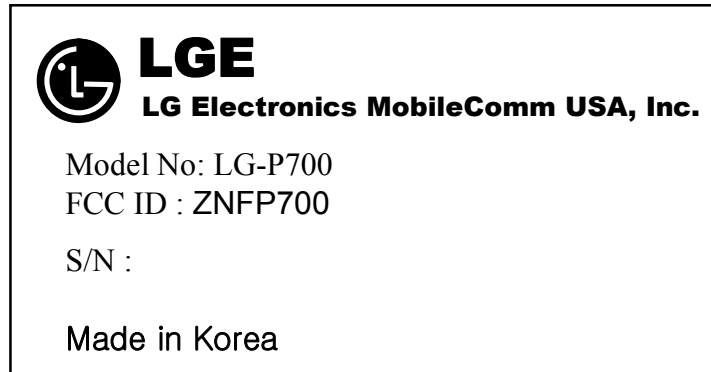 LGE
LG Electronics MobileComm USA, Inc.
Model No: LG-P700
FCC ID : ZNFP700
S/N :
Made in Korea